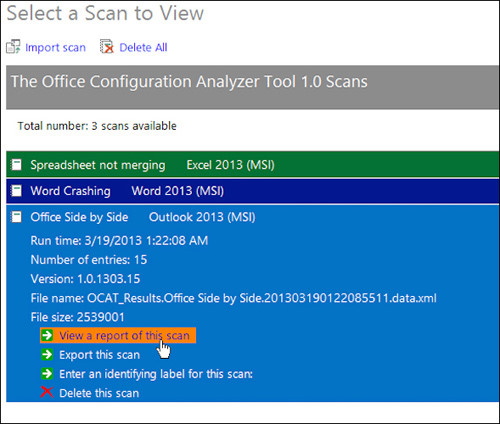 Select a Scan to View
Import scan Delete All
The Office Configuration Analyzer Tool 1.0 Scans
Total number: 3 scans available
Spreadsheet not merging Excel 2013 (MSI)
Word Crashing Word 2013 (MSI)
Office Side by Side Outlook 2013 (MSI)
Run time: 3/19/2013 1:22:08 AM
Number of entries: 15
Version: 1.0.1303.15
File name: OCAT_Results.Office Side by Side.201303190122085511.data.xml
File size: 2539001
View a report of this scan
Export this scan
Enter an identifying label for this scan:
Delete this scan